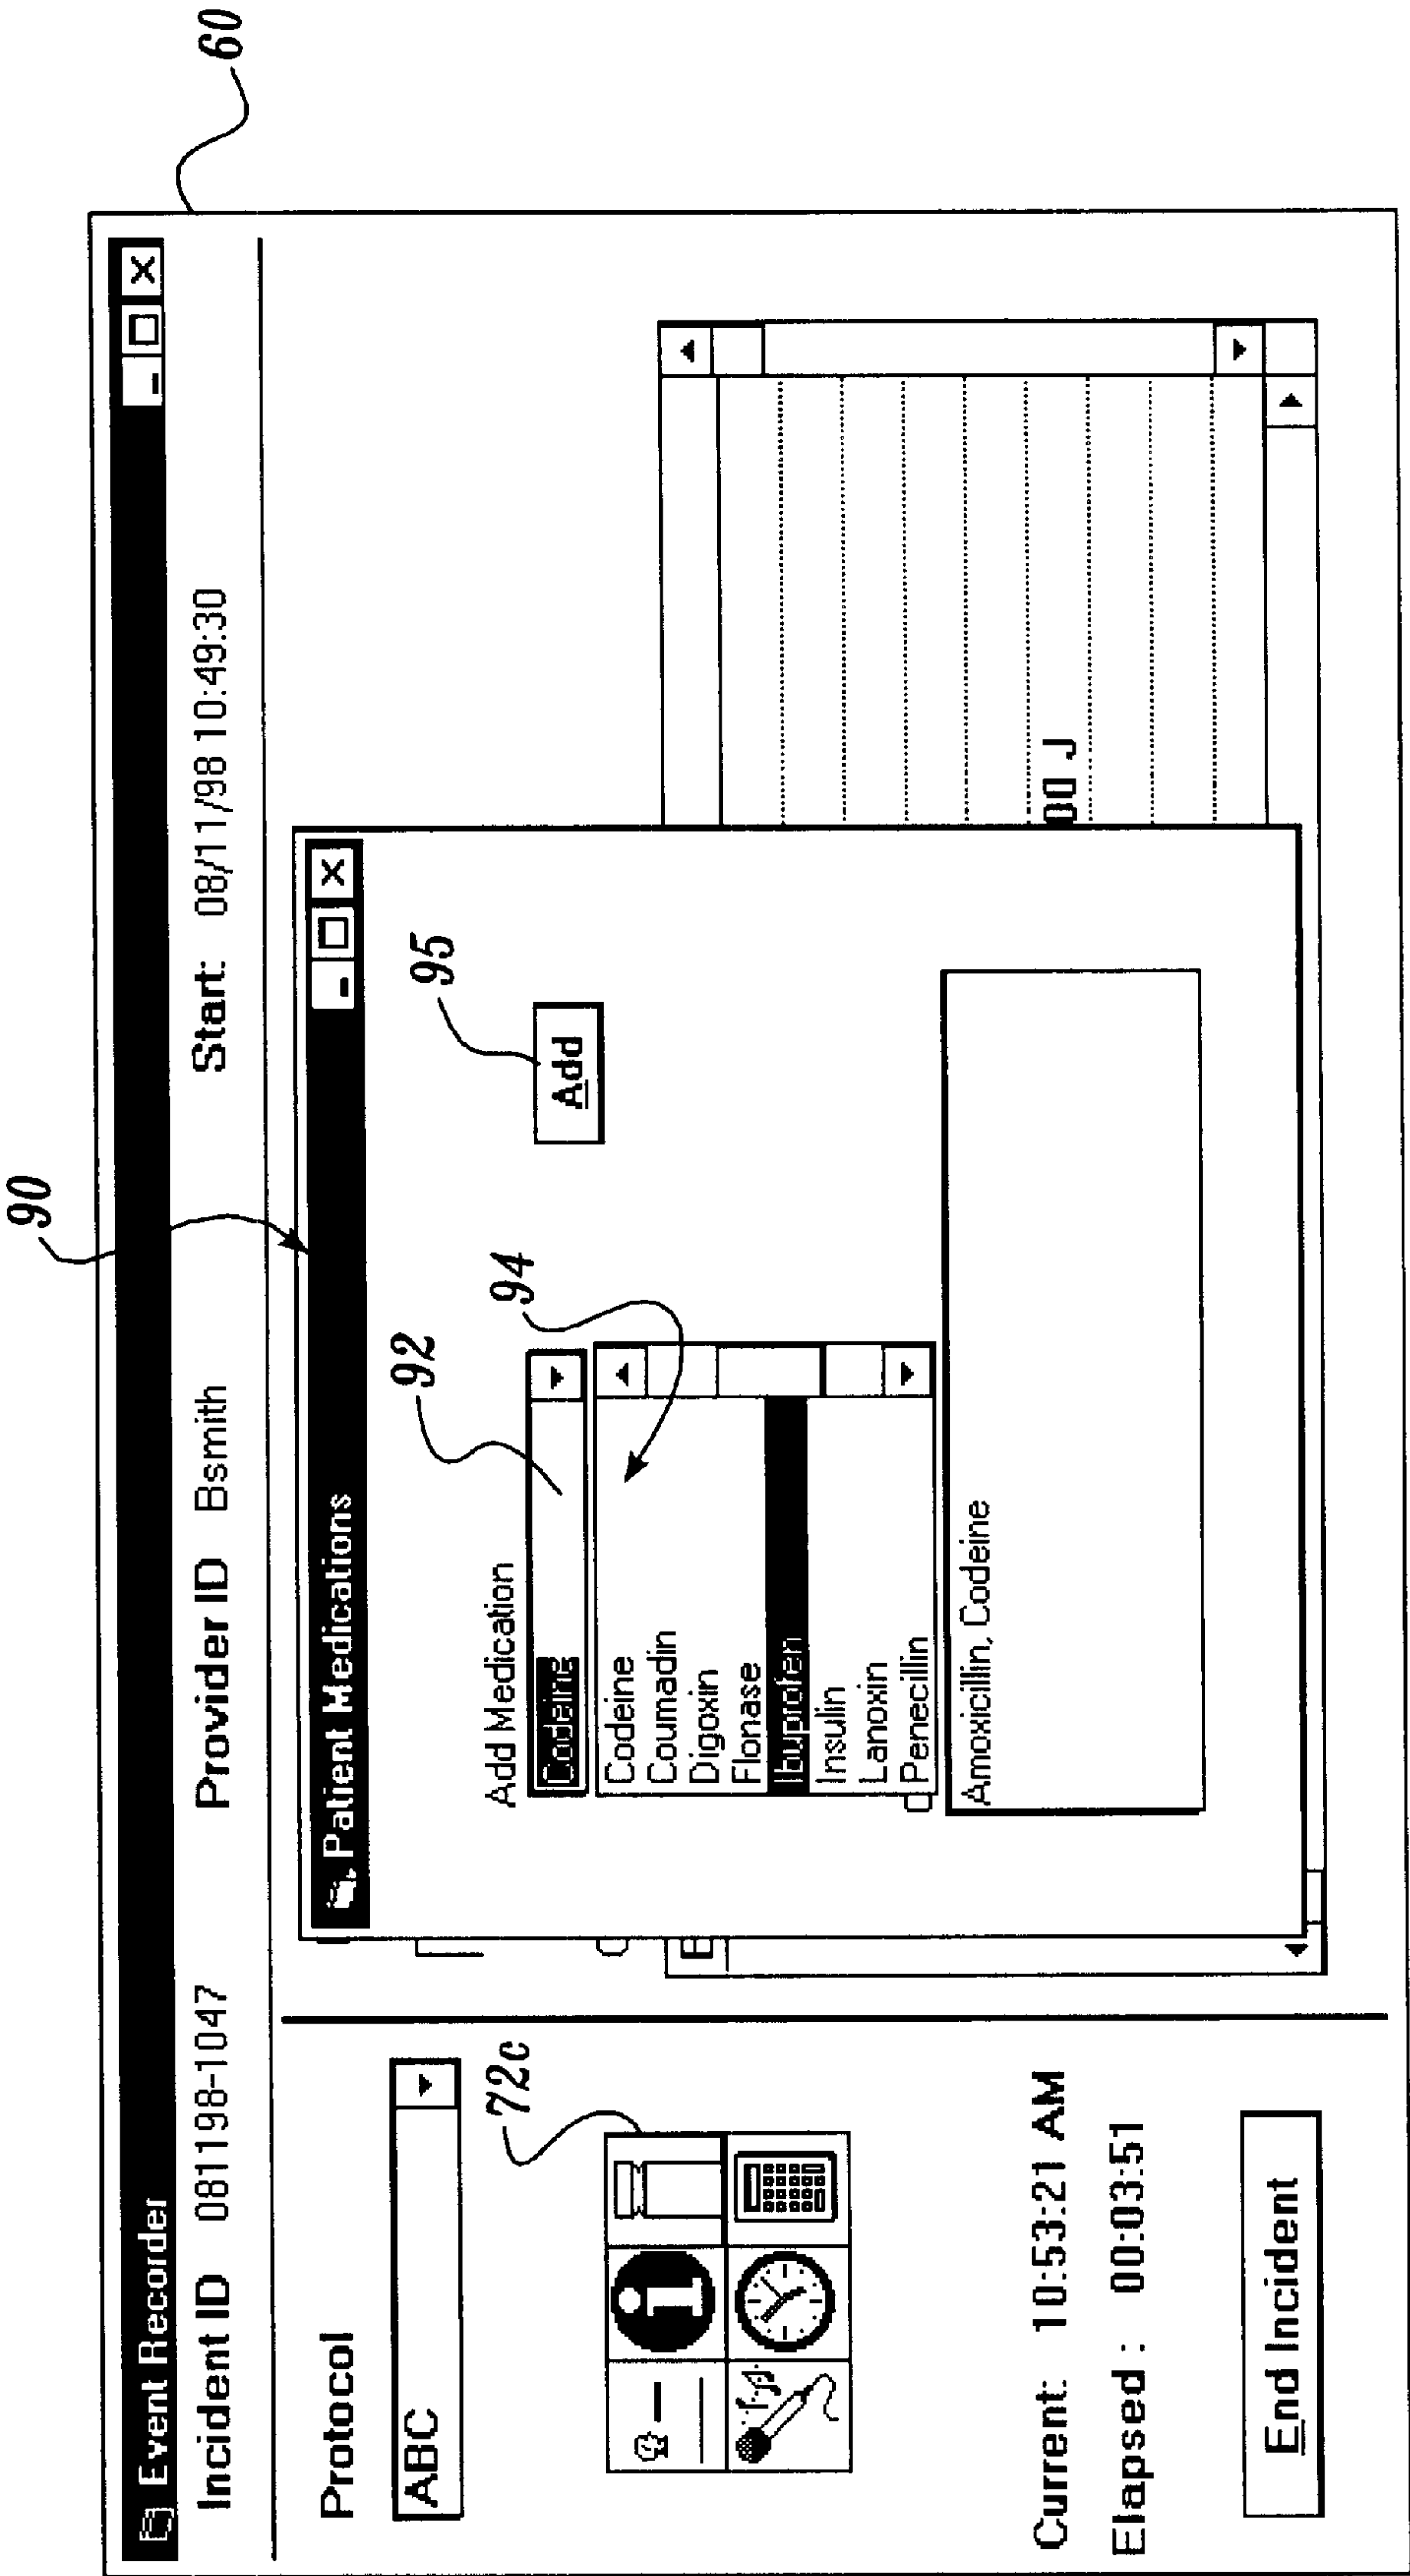 90
60
Event Recorder
Incident ID 081198-1047 Provider ID Bsmith Start: 08/11/98 10:49:30
Protocol
ABC
72c
Current: 10:53:21 AM
Elapsed: 00:03:51
End Incident
Patient Medications
92
94
95
Add Medication
Codeine
Add
Codeine
Coumadin
Digoxin
Flonase
Ibuprofen
Insulin
Lanoxin
Penecillin
Amoxicillin, Codeine
00 J